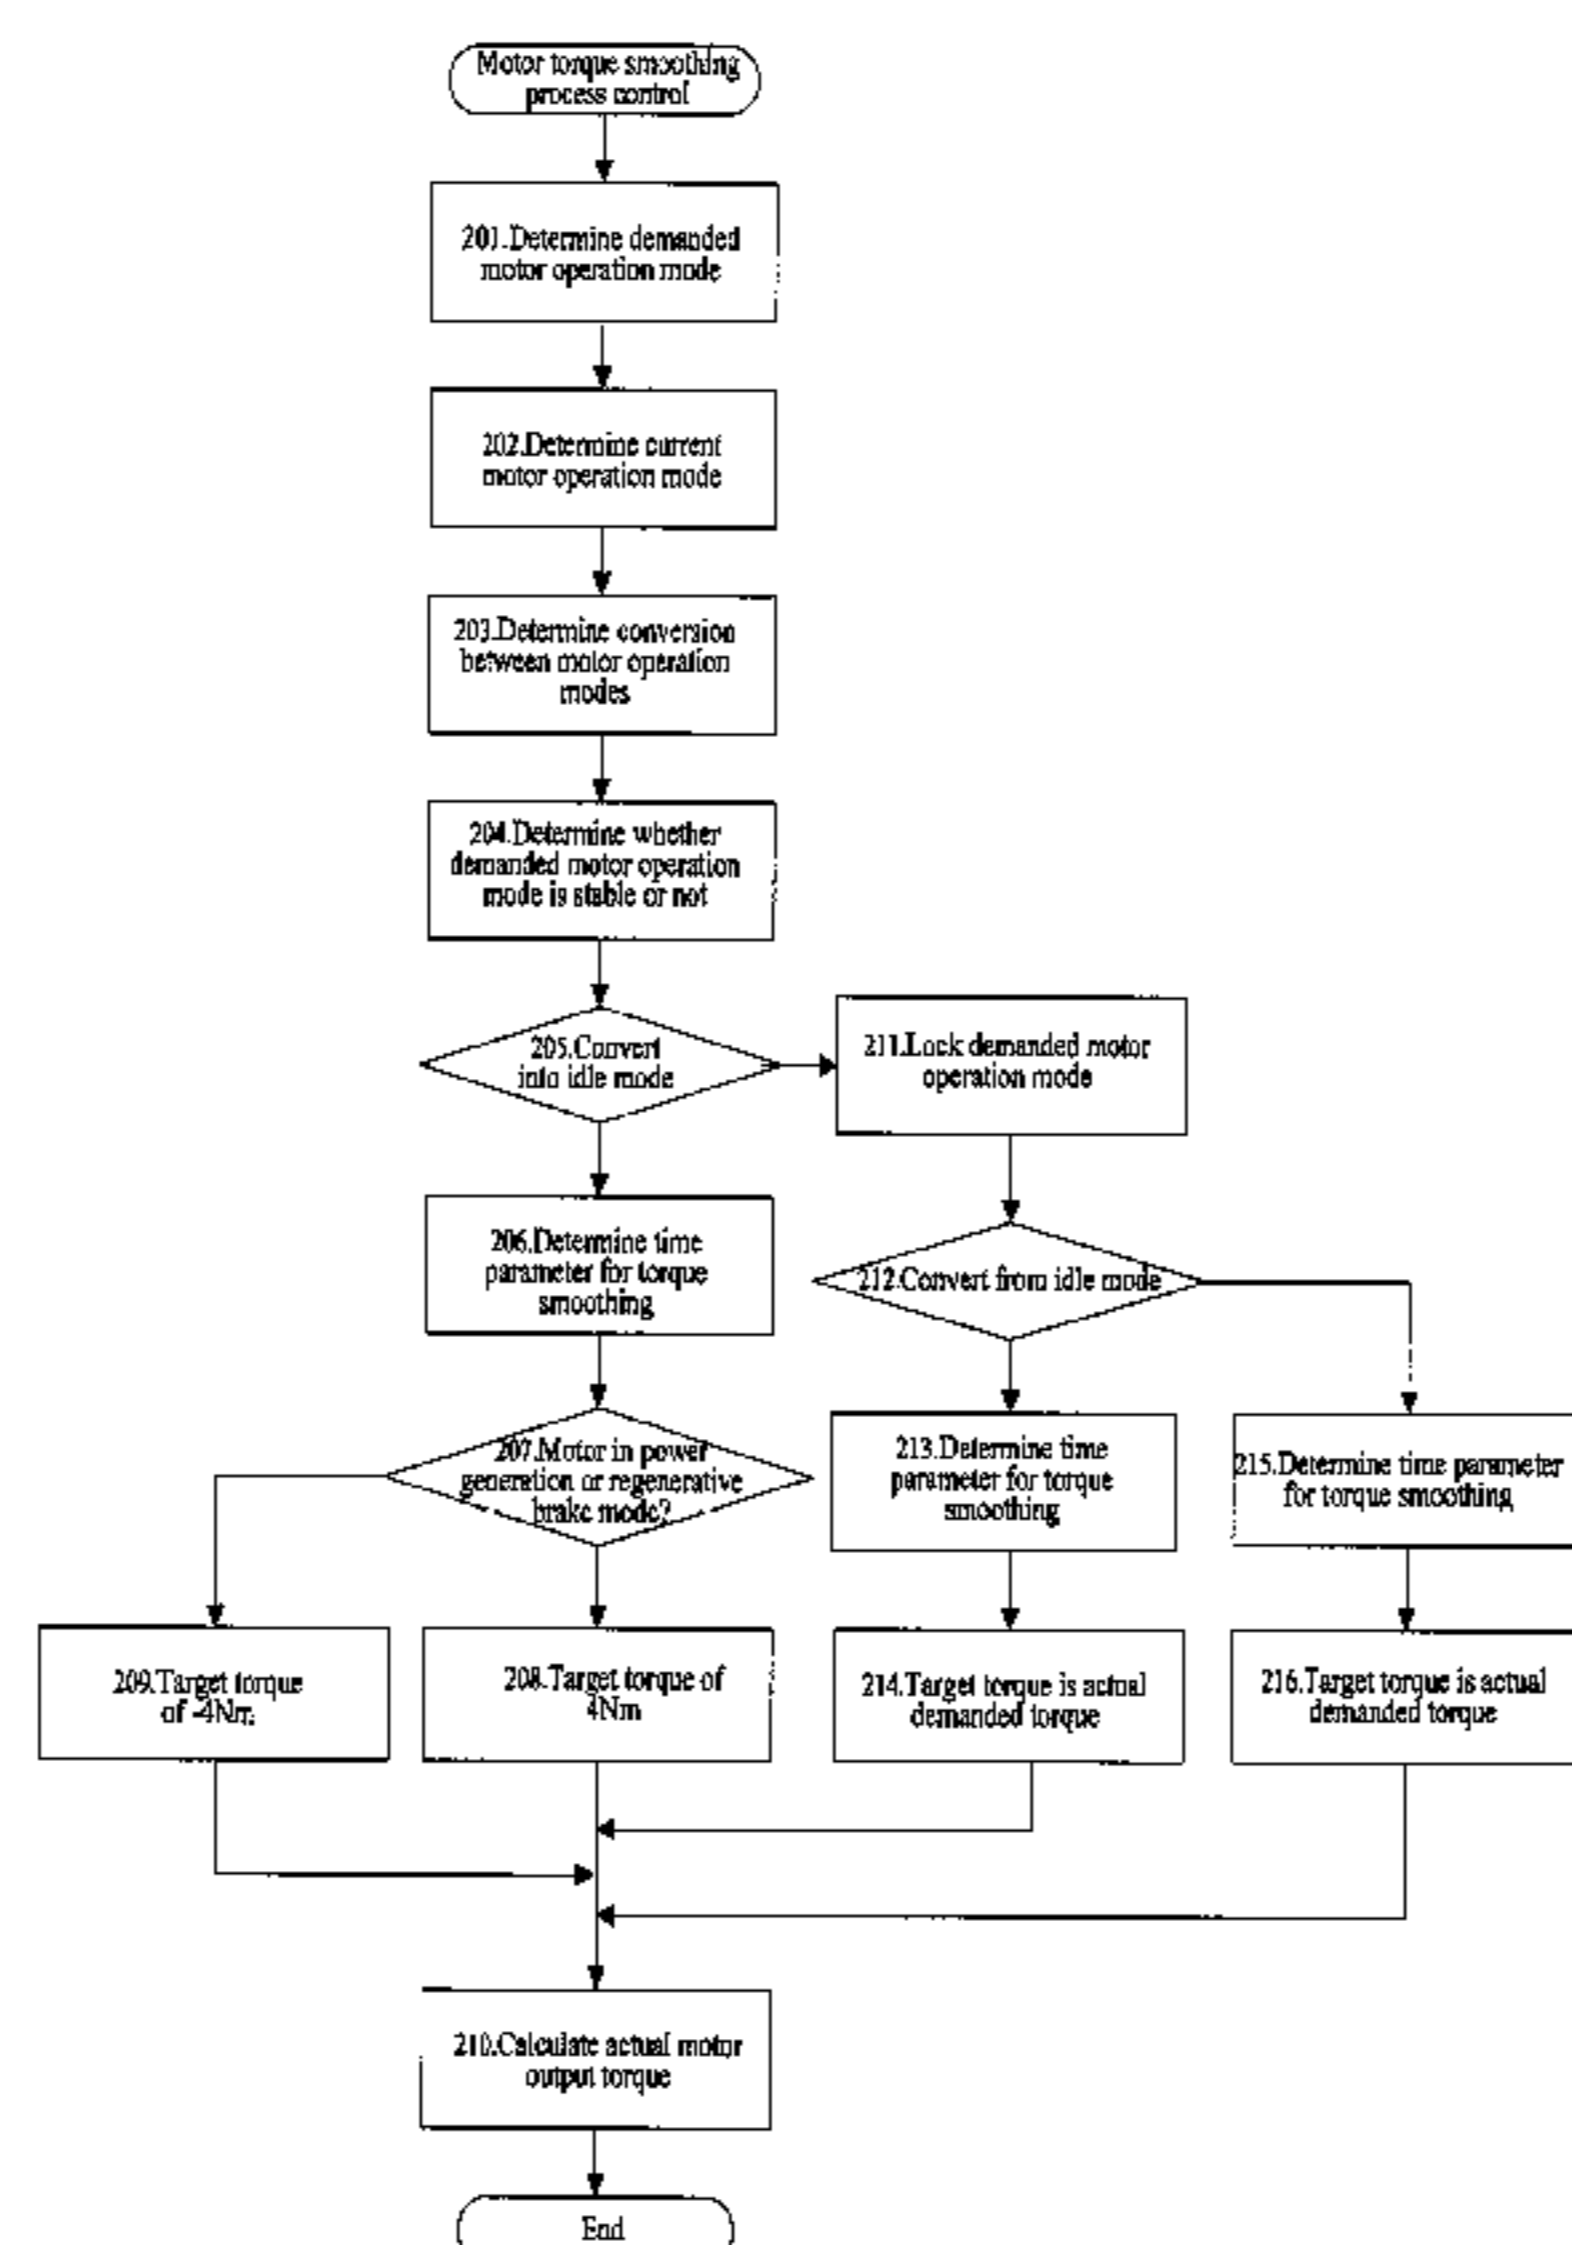 Motor torque smoothing
process control
201.Determine demanded
motor operation mode
202.Determine current
motor operation mode
203.Determine conversion
between motor operation
modes
204.Determine whether
demanded motor operation
mode is stable or not
205.Convert
into idle mode
211.Lock demanded motor
operation mode
206.Determine time
parameter for torque
smoothing
212.Convert from idle mode
207.Motor in power
generation or regenerative
brake mode?
213.Determine time
parameter for torque
smoothing
215.Determine time parameter
for torque smoothing
209.Target torque
of -4Nm
208.Target torque of
4Nm
214.Target torque is actual
demanded torque
216.Target torque is actual
demanded torque
210.Calculate actual motor
output torque
End